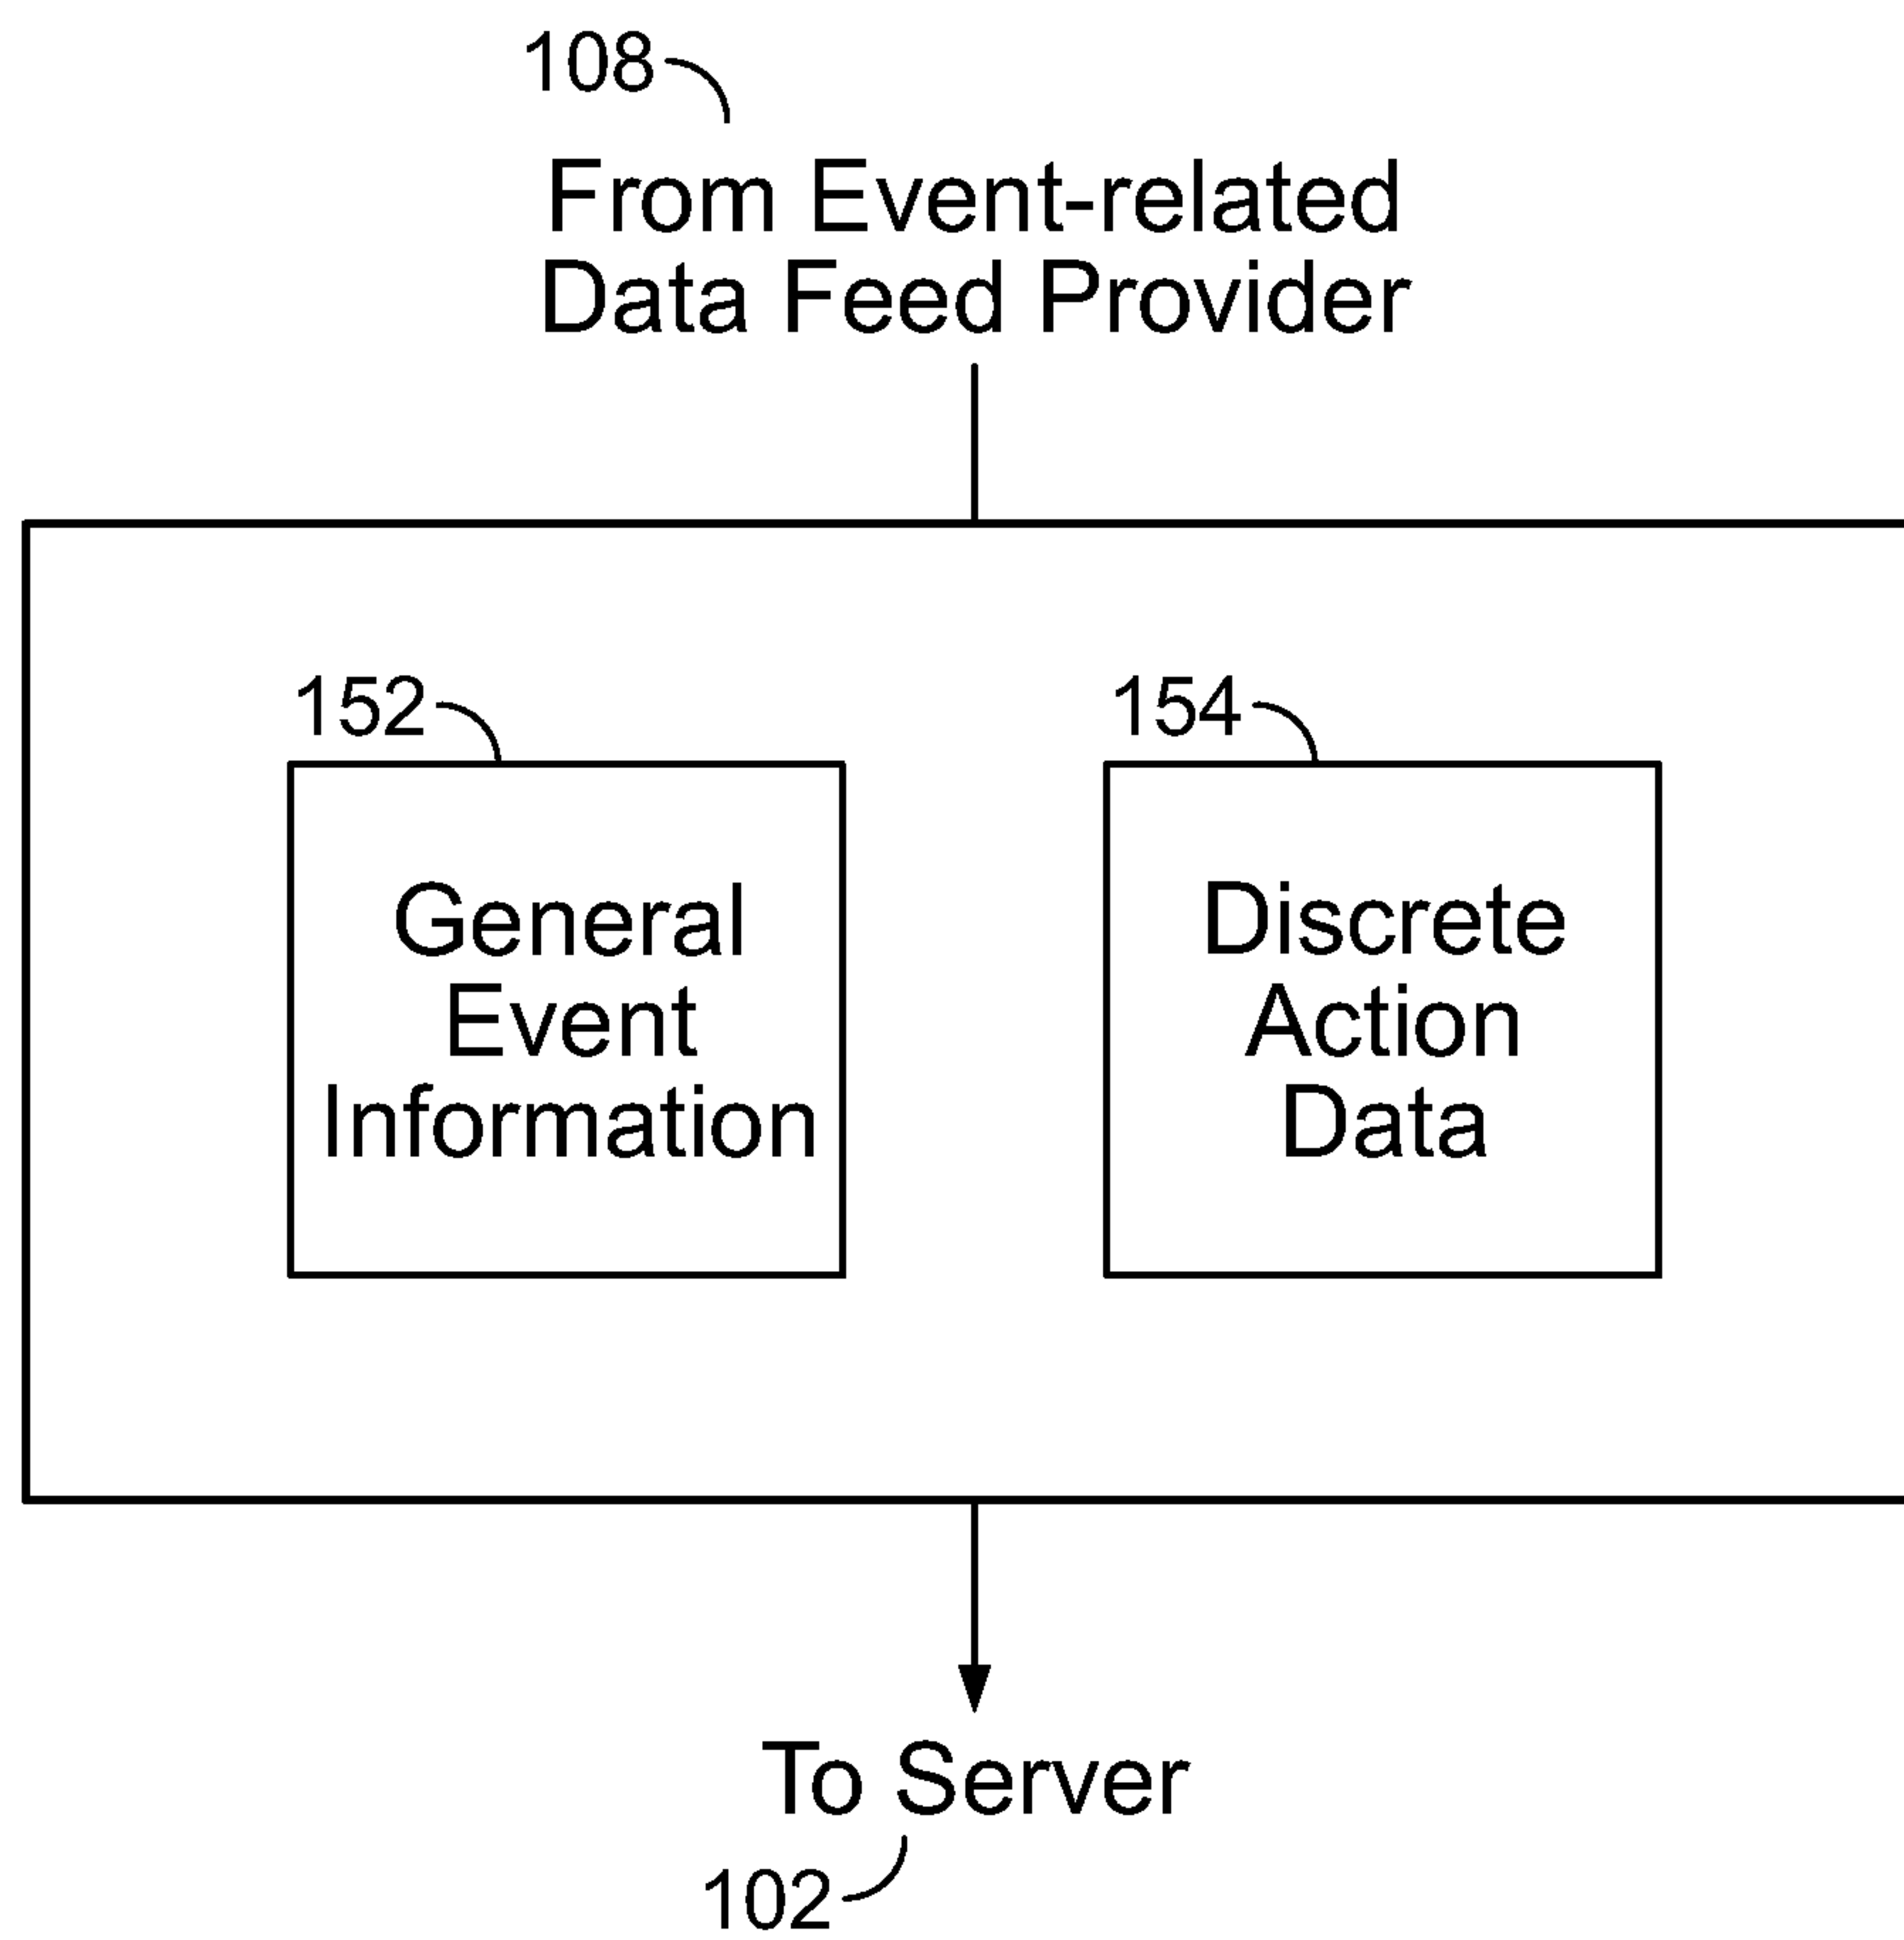 108
From Event-related
Data Feed Provider
152
General
Event
Information
154
Discrete
Action
Data
To Server
102